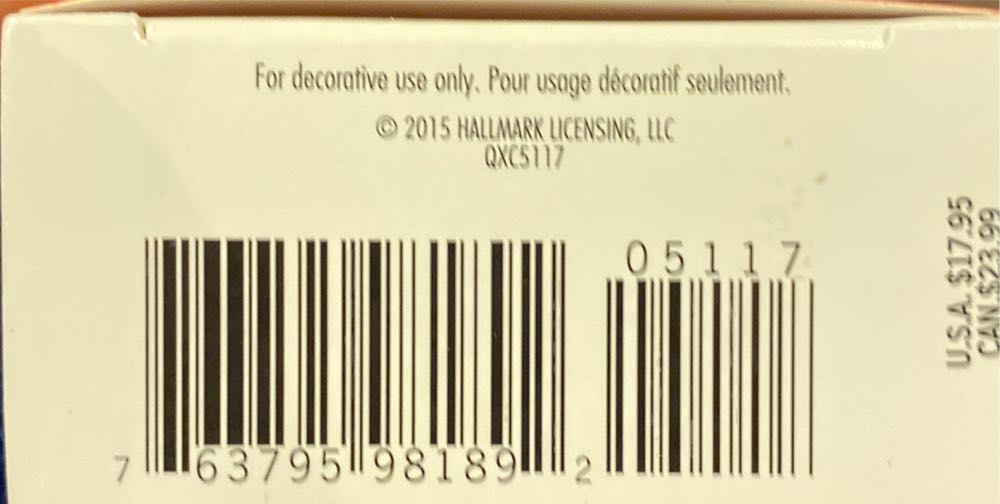 For decorative use only. Pour usage décoratif seulement.
© 2015 HALLMARK LICENSING, LLC
QXC5117
05117
7 63795 98189 2
U.S.A. $17.95
CAN.$23.99